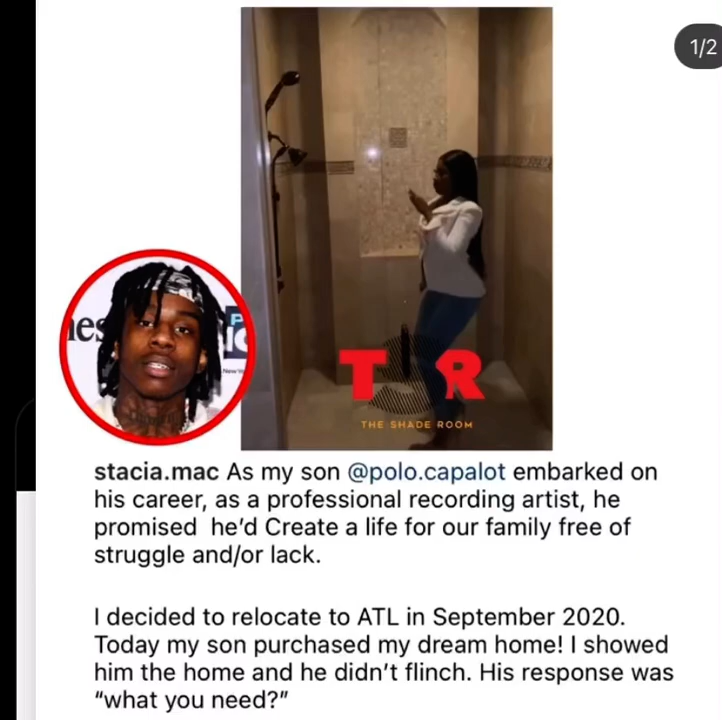 1/2
es
P
IC
New Y
T S R
THE SHADE ROOM
stacia.mac As my son @polo.capalot embarked on
his career, as a professional recording artist, he
promised  he'd Create a life for our family free of
struggle and/or lack.
I decided to relocate to ATL in September 2020.
Today my son purchased my dream home! I showed
him the home and he didn't flinch. His response was
“what you need?”